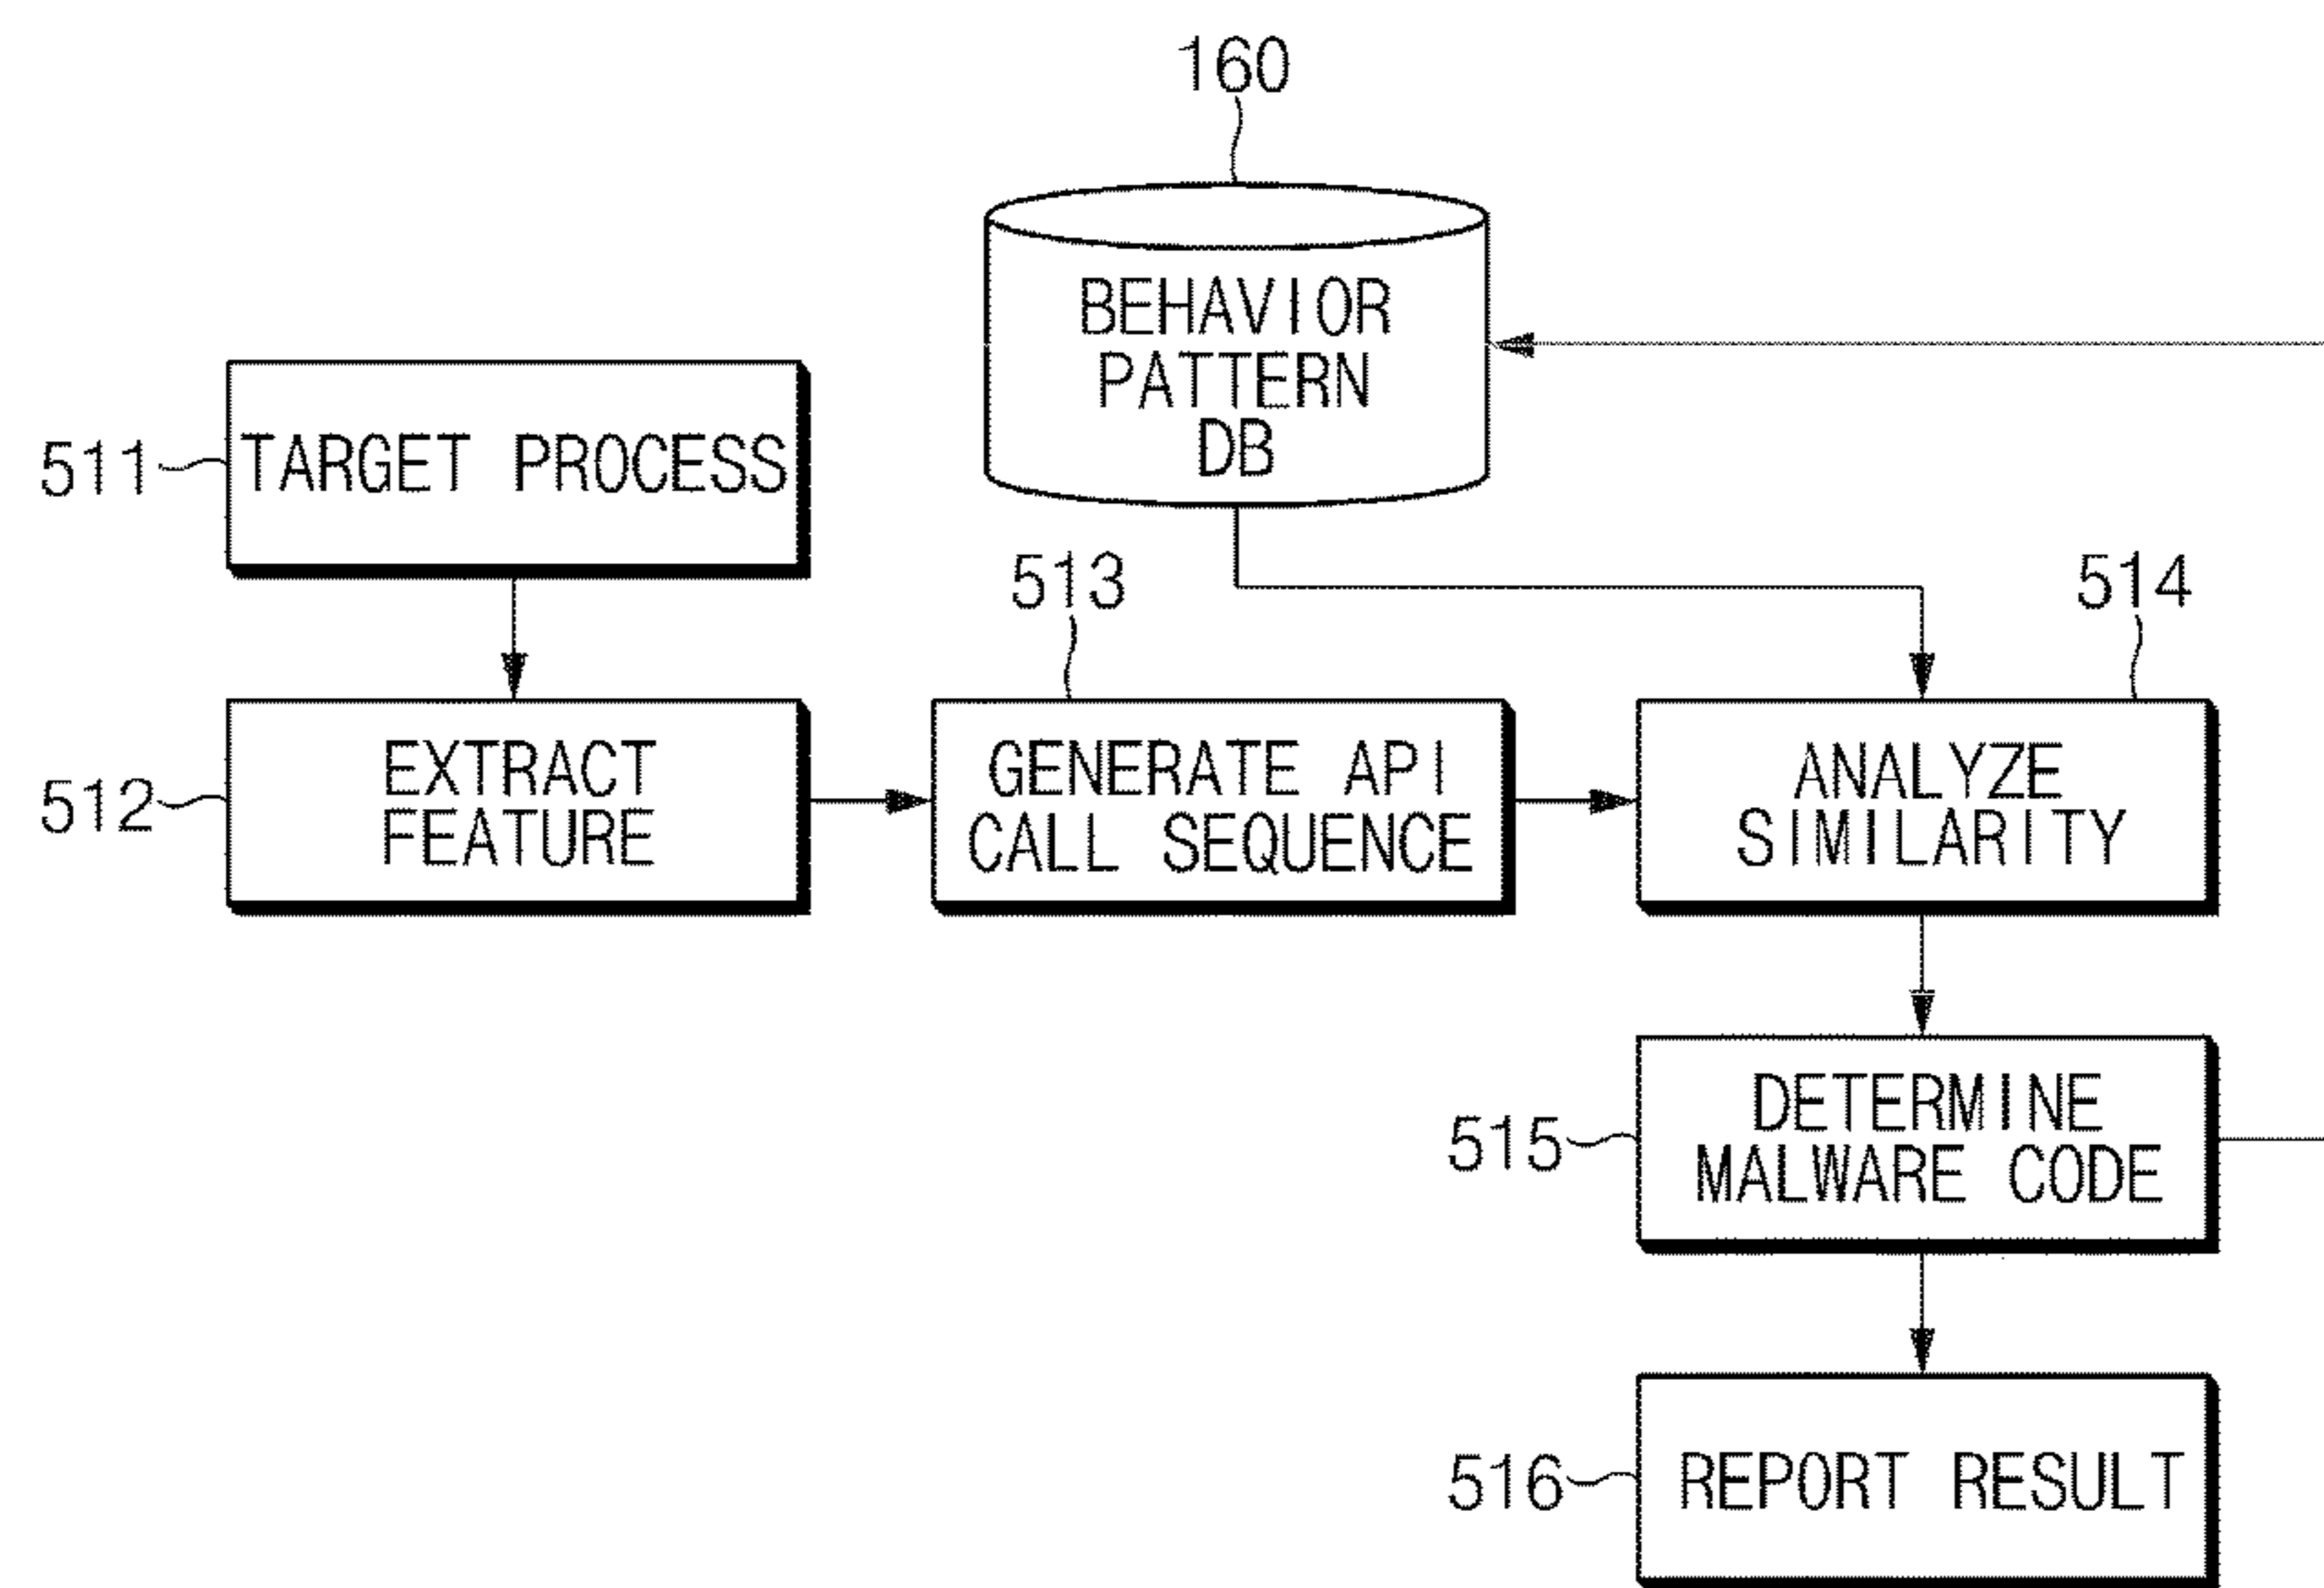 160
BEHAVIOR
PATTERN
DB
511
TARGET PROCESS
513
514
512
EXTRACT
FEATURE
GENERATE API
CALL SEQUENCE
ANALYZE
SIMILARITY
515
DETERMINE
MALWARE CODE
516
REPORT RESULT